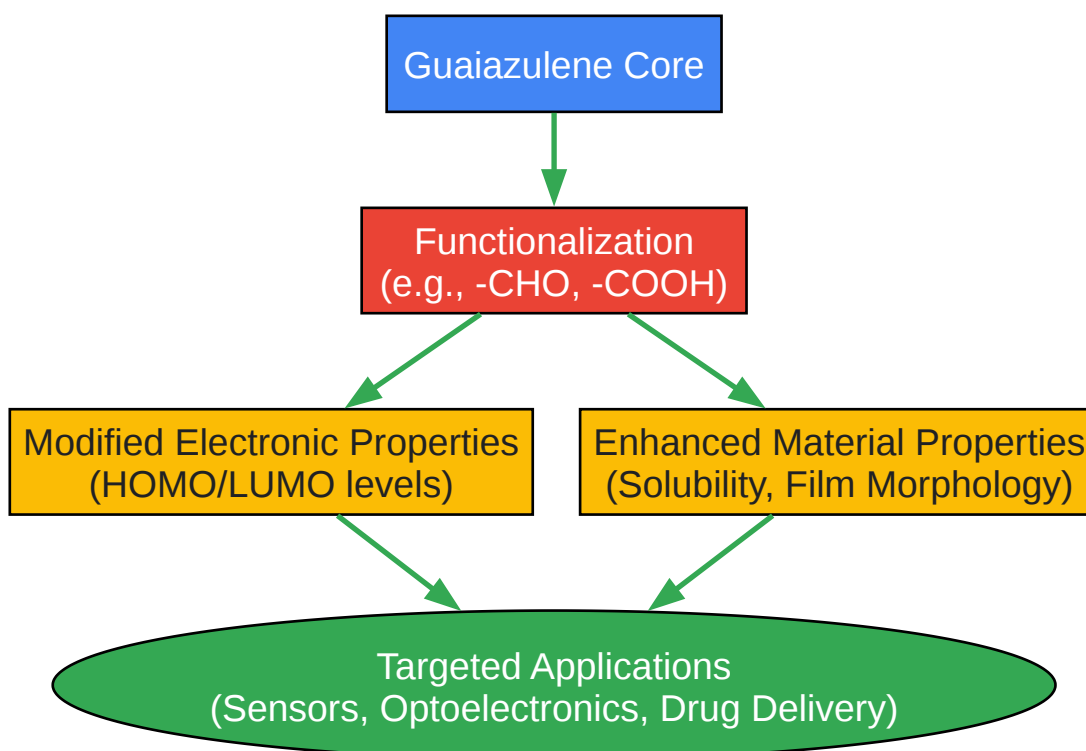 Guaiazulene Core
Functionalization
(e.g., -CHO, -COOH)
Modified Electronic Properties
(HOMO/LUMO levels)
Enhanced Material Properties
(Solubility, Film Morphology)
Targeted Applications
(Sensors, Optoelectronics, Drug Delivery)